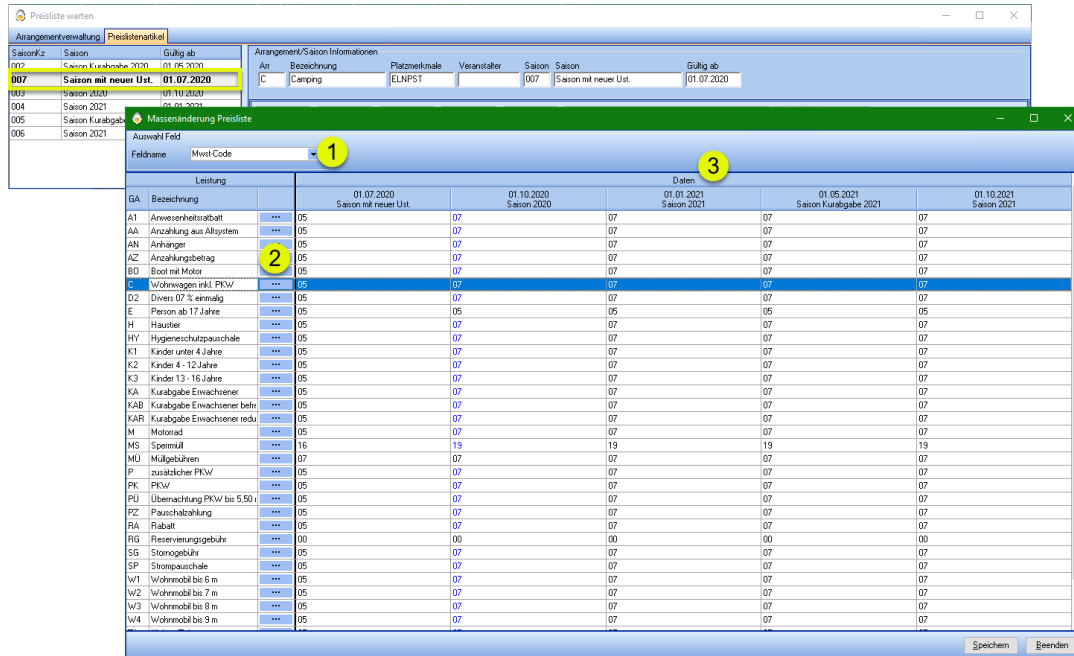 Preisliste warten
Arrangementverwaltung Preislistenartikel
SaisonKz Saison Gültig ab
002 Saison Kurabgabe 2020 01.05.2020
007 Saison mit neuer Ust. 01.07.2020
003 Saison 2020 01.10.2020
004 Saison 2021 01.01.2021
005 Saison Kurabgabe
006 Saison 2021
Arrangement/Saison Informationen
Arr Bezeichnung Platzmerkmale Veranstalter Saison Saison Gültig ab
C Camping ELNPST 007 Saison mit neuer Ust. 01.07.2020
Massenänderung Preisliste
Auswahl Feld
Feldname Mwst-Code 1
3
Leistung Daten
GA Bezeichnung 01.07.2020 Saison mit neuer Ust. 01.10.2020 Saison 2020 01.01.2021 Saison 2021 01.05.2021 Saison Kurabgabe 2021 01.10.2021 Saison 2021
A1 Anwesenheitsratbatt ... 05 07 07 07 07
AA Anzahlung aus Altsystem ... 05 07 07 07 07
AN Anhänger ... 05 07 07 07 07
2
AZ Anzahlungsbetrag 05 07 07 07 07
BO Boot mit Motor 05 07 07 07 07
C Wohnwagen inkl. PKW ... 05 07 07 07 07
D2 Divers 07 % einmalig ... 05 07 07 07 07
E Person ab 17 Jahre ... 05 05 05 05 05
H Haustier ... 05 07 07 07 07
HY Hygieneschutzpauschale ... 05 07 07 07 07
K1 Kinder unter 4 Jahre ... 05 07 07 07 07
K2 Kinder 4 - 12 Jahre ... 05 07 07 07 07
K3 Kinder 13 - 16 Jahre ... 05 07 07 07 07
KA Kurabgabe Erwachsener ... 05 07 07 07 07
KAB Kurabgabe Erwachsener befre ... 05 07 07 07 07
KAR Kurabgabe Erwachsener redu ... 05 07 07 07 07
M Motorrad ... 05 07 07 07 07
MS Sperrmüll ... 16 19 19 19 19
MÜ Müllgebühren ... 07 07 07 07 07
P zusätzlicher PKW ... 05 07 07 07 07
PK PKW ... 05 07 07 07 07
PÜ Übernachtung PKW bis 5,50 ... 05 07 07 07 07
PZ Pauschalzahlung ... 05 07 07 07 07
RA Rabatt ... 05 07 07 07 07
RG Reservierungsgebühr ... 00 00 00 00 00
SG Stornogebühr ... 05 07 07 07 07
SP Strompauschale ... 05 07 07 07 07
W1 Wohnmobil bis 6 m ... 05 07 07 07 07
W2 Wohnmobil bis 7 m ... 05 07 07 07 07
W3 Wohnmobil bis 8 m ... 05 07 07 07 07
W4 Wohnmobil bis 9 m ... 05 07 07 07 07
Speichern Beenden